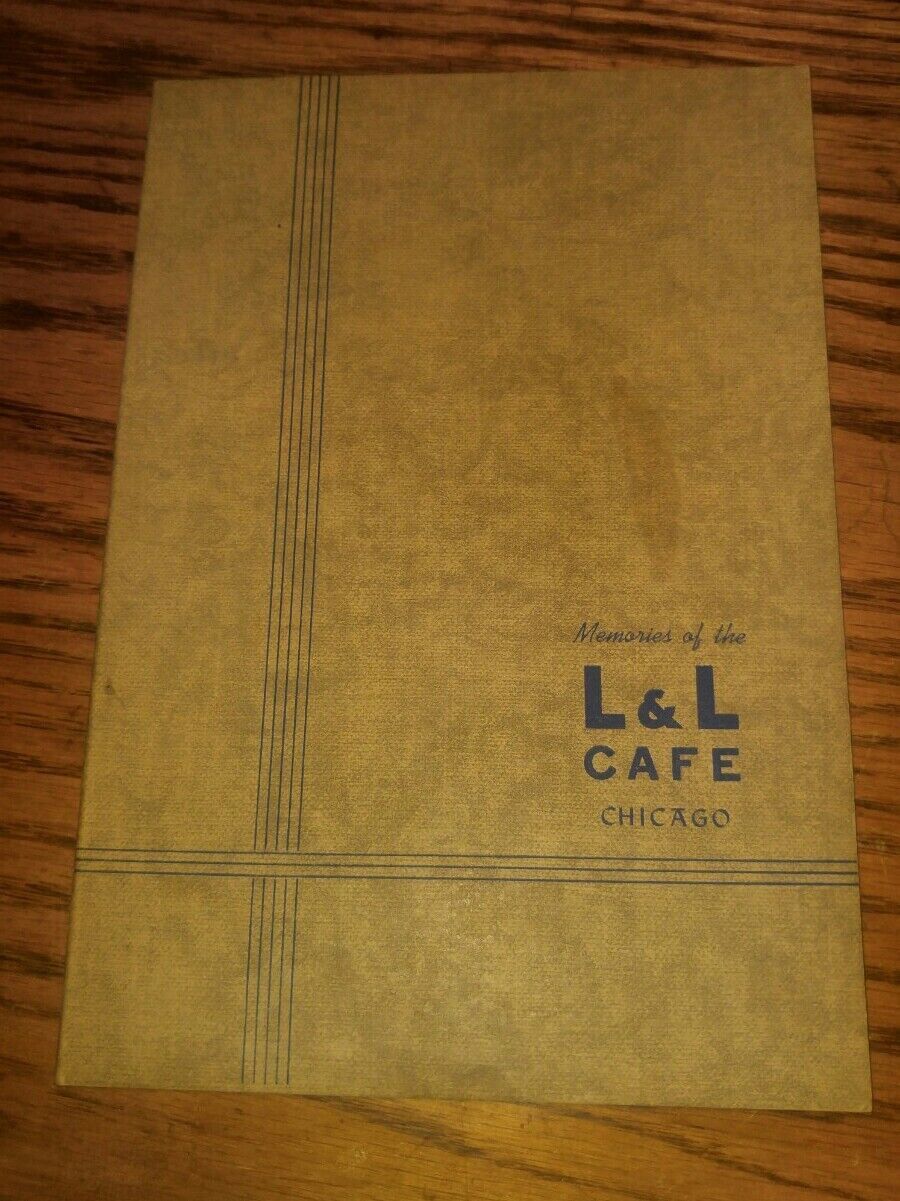 Memories of the
L & L
CAFE
CHICAGO